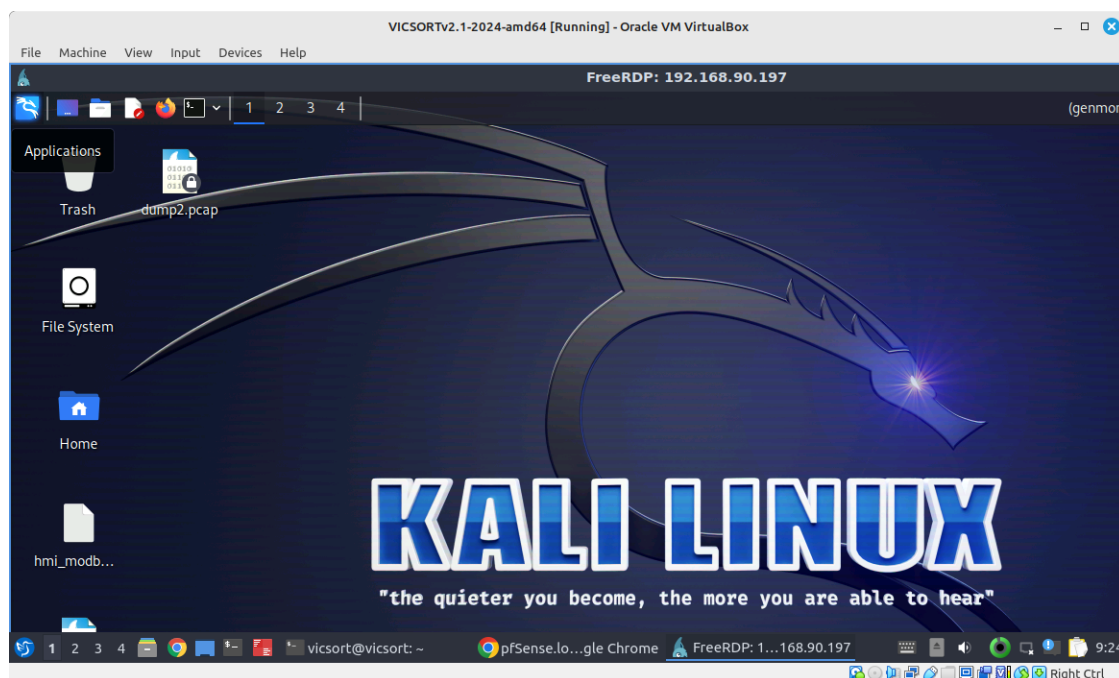 VICSORTv2.1-2024-amd64 [Running] - Oracle VM VirtualBox
File Machine View Input Devices Help
FreeRDP: 192.168.90.197
1 2 3 4 (genmon
Applications
Trash dump2.pcap
File System
Home
hmi_modb...
KALI LINUX
"the quieter you become, the more you are able to hear"
1 2 3 4 vicsort@vicsort: ~ pfSense.lo...gle Chrome FreeRDP: 1...168.90.197 9:24
Right Ctrl